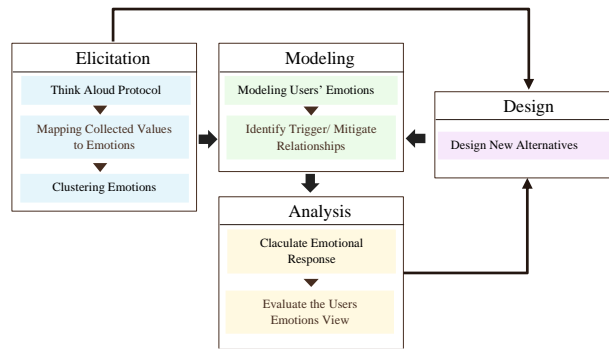 Elicitation
Think Aloud Protocol
Mapping Collected Values
to Emotions
Clustering Emotions
Modeling
Modeling Users’ Emotions
Identify Trigger/ Mitigate
Relationships
Design
Design New Alternatives
Analysis
Claculate Emotional
Response
Evaluate the Users
Emotions View